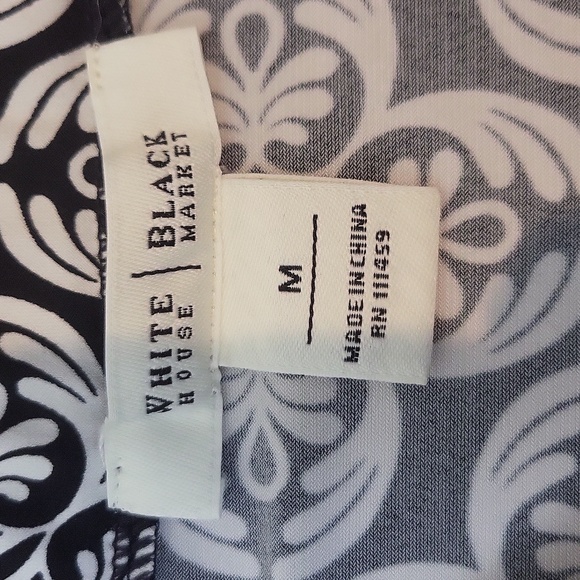 WHITE | BLACK
HOUSE MARKET
M
MADE IN CHINA
RN 111459